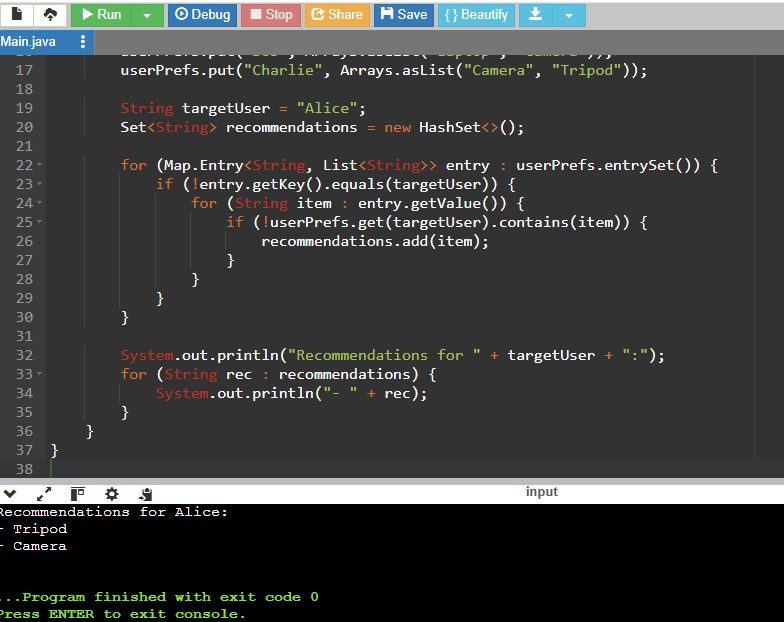 Run Debug Stop Share Save { } Beautify
Main.java
17 userPrefs.put("Charlie", Arrays.asList("Camera", "Tripod"));
18
19 String targetUser = "Alice";
20 Set<String> recommendations = new HashSet<>();
21
22 for (Map.Entry<String, List<String>> entry : userPrefs.entrySet()) {
23 if (!entry.getKey().equals(targetUser)) {
24 for (String item : entry.getValue()) {
25 if (!userPrefs.get(targetUser).contains(item)) {
26 recommendations.add(item);
27 }
28 }
29 }
30 }
31
32 System.out.println("Recommendations for " + targetUser + ":");
33 for (String rec : recommendations) {
34 System.out.println("- " + rec);
35 }
36 }
37 }
38
input
Recommendations for Alice:
- Tripod
- Camera
...Program finished with exit code 0
Press ENTER to exit console.